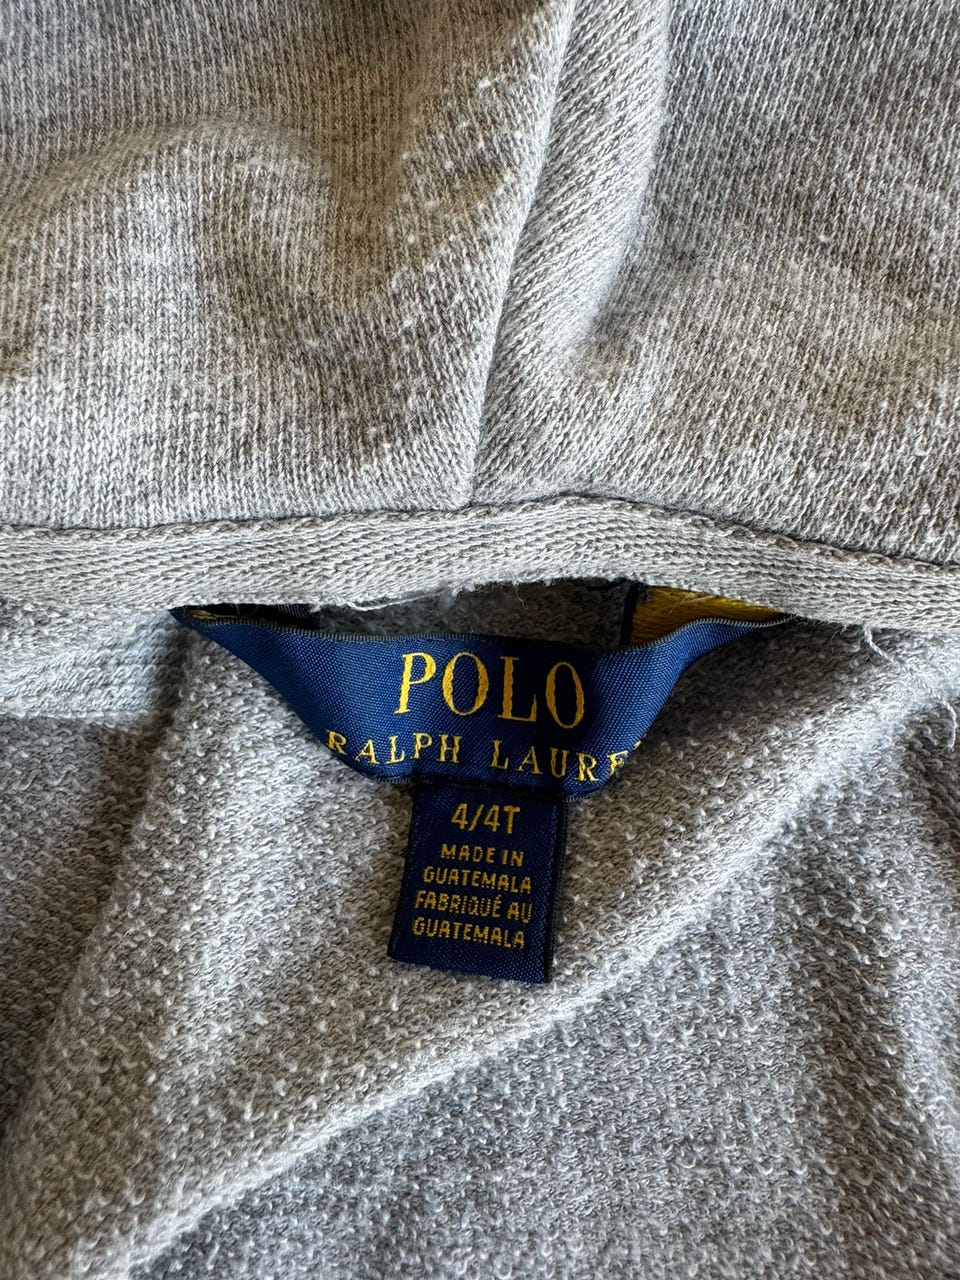 POLO
RALPH LAURE
4/4T
MADE IN
GUATEMALA
FABRIQUÉ AU
GUATEMALA